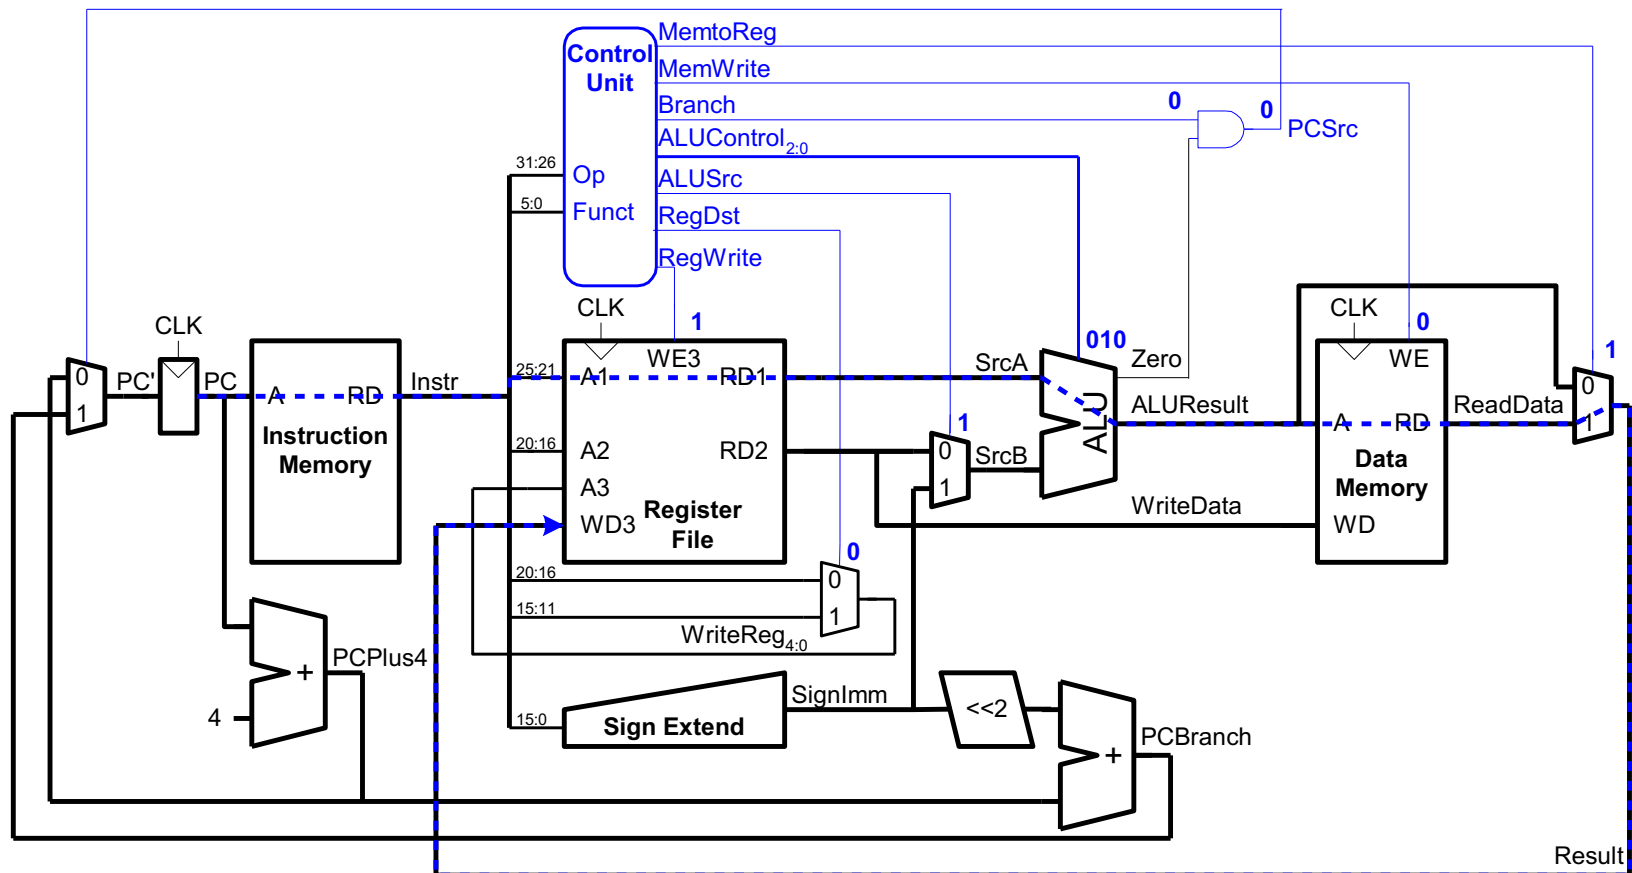 MemtoReg
Control
Unit
MemWrite
Branch
0
0
PCSrc
ALUControl2:0
31:26
Op
ALUSrc
5:0
Funct
RegDst
RegWrite
CLK
CLK
CLK
1
010
0
1
WE3
WE
0
PC'
PC
Instr
25:21
A1
RD1
SrcA
Zero
0
A
RD
1
ALU
ALUResult
A
RD
ReadData
1
1
Instruction
Memory
20:16
A2
RD2
0
SrcB
Data
Memory
A3
1
Register
File
WriteData
WD3
WD
0
20:16
0
15:11
1
WriteReg4:0
PCPlus4
+
4
SignImm
<<2
15:0
Sign Extend
PCBranch
+
Result